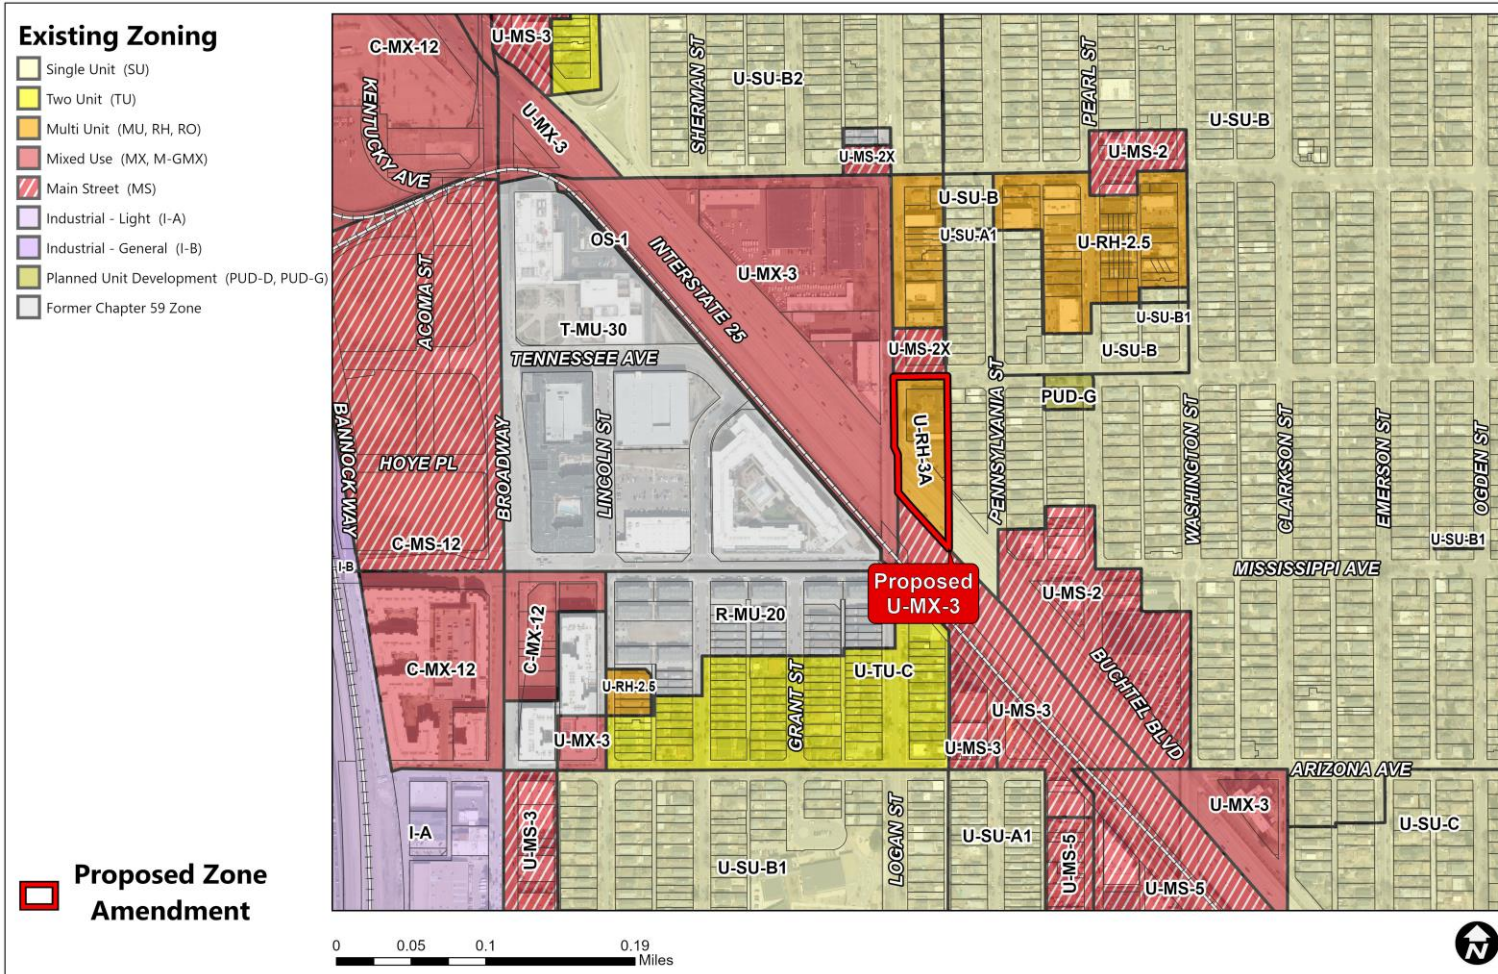 Existing Zoning
Single Unit (SU)
Two Unit (TU)
Multi Unit (MU, RH, RO)
Mixed Use (MX, M-GMX)
Main Street (MS)
Industrial - Light (I-A)
Industrial - General (I-B)
Planned Unit Development (PUD-D, PUD-G)
Former Chapter 59 Zone
Proposed Zone
Amendment
C-MX-12
U-MS-3
U-MX-3
KENTUCKY AVE
SHERMAN ST
U-SU-B2
PEARL ST
U-SU-B
U-MS-2X
U-MS-2
U-SU-B
U-SU-A1
U-RH-2.5
OS-1
INTERSTATE 25
U-MX-3
ACOMA ST
T-MU-30
TENNESSEE AVE
U-SU-B1
U-SU-B
U-MS-2X
PENNSYLVANIA ST
PUD-G
U-RH-3A
BANNOCK WAY
HOYE PL
BROADWAY
LINCOLN ST
WASHINGTON ST
CLARKSON ST
EMERSON ST
OGDEN ST
C-MS-12
U-SU-B1
I-B
MISSISSIPPI AVE
Proposed
U-MX-3
U-MS-2
C-MX-12
R-MU-20
C-MX-12
U-RH-2.5
GRANT ST
U-TU-C
BUCHTEL BLVD
U-MS-3
U-MX-3
U-MS-3
ARIZONA AVE
U-MX-3
I-A
U-MS-3
U-SU-B1
LOGAN ST
U-SU-A1
U-MS-5
U-MS-5
U-SU-C
0 0.05 0.1 0.19
Miles
N